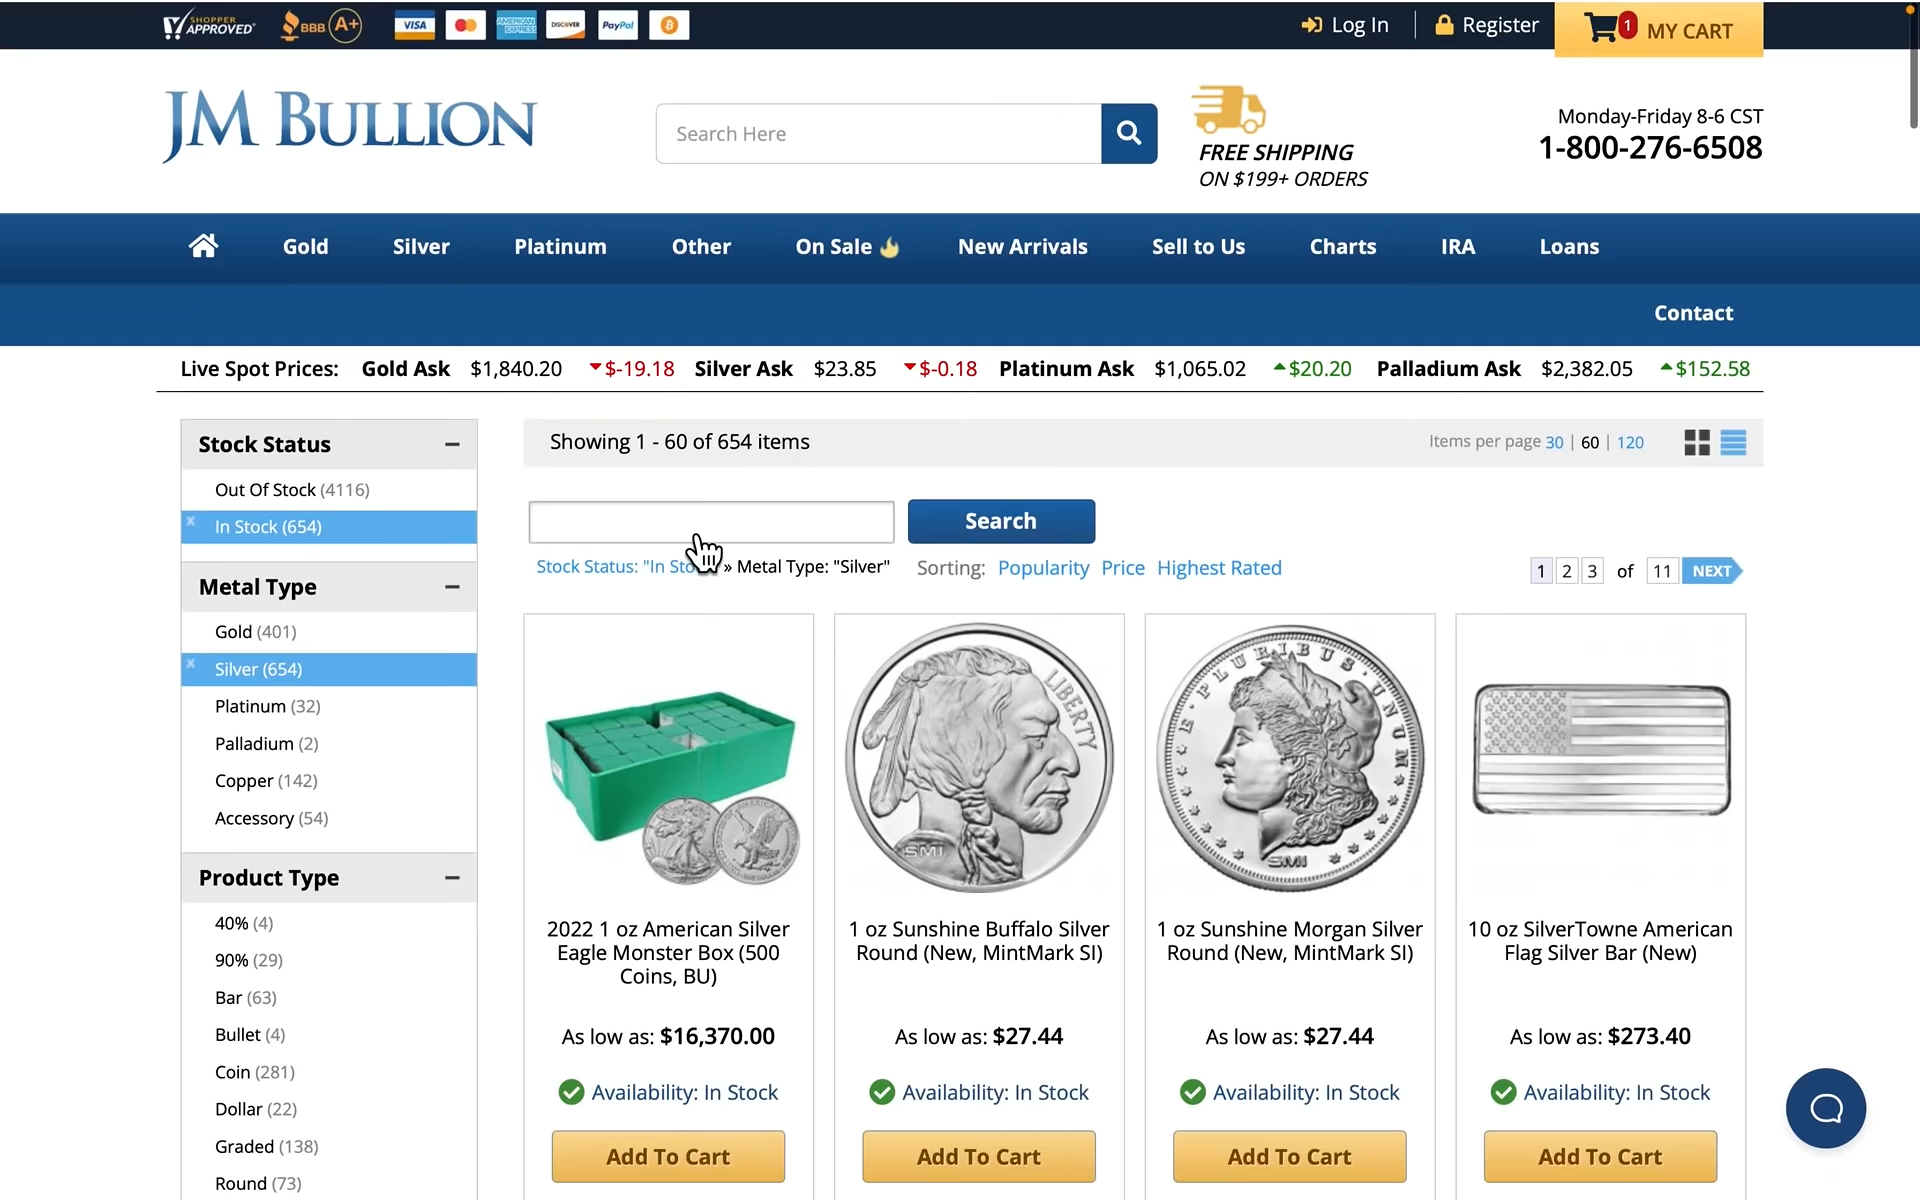 SHOPPER APPROVED
BBB A+
VISA
AMERICAN EXPRESS
DISCOVER
PayPal
Log In
Register
1 MY CART
JM BULLION
Search Here
FREE SHIPPING
ON $199+ ORDERS
Monday-Friday 8-6 CST
1-800-276-6508
Gold Silver Platinum Other On Sale New Arrivals Sell to Us Charts IRA Loans
Contact
Live Spot Prices: Gold Ask $1,840.20 $-19.18 Silver Ask $23.85 $-0.18 Platinum Ask $1,065.02 $20.20 Palladium Ask $2,382.05 $152.58
Stock Status
Out Of Stock (4116)
x In Stock (654)
Metal Type
Gold (401)
x Silver (654)
Platinum (32)
Palladium (2)
Copper (142)
Accessory (54)
Product Type
40% (4)
90% (29)
Bar (63)
Bullet (4)
Coin (281)
Dollar (22)
Graded (138)
Round (73)
Showing 1 - 60 of 654 items
Items per page 30 | 60 | 120
Search
Stock Status: "In Sto » Metal Type: "Silver"
Sorting: Popularity Price Highest Rated
1 2 3 of 11 NEXT
2022 1 oz American Silver
Eagle Monster Box (500
Coins, BU)
As low as: $16,370.00
Availability: In Stock
Add To Cart
LIBERTY
SMI
1 oz Sunshine Buffalo Silver
Round (New, MintMark SI)
As low as: $27.44
Availability: In Stock
Add To Cart
E·PLURIBUS·UNUM
SMI
1 oz Sunshine Morgan Silver
Round (New, MintMark SI)
As low as: $27.44
Availability: In Stock
Add To Cart
10 oz SilverTowne American
Flag Silver Bar (New)
As low as: $273.40
Availability: In Stock
Add To Cart